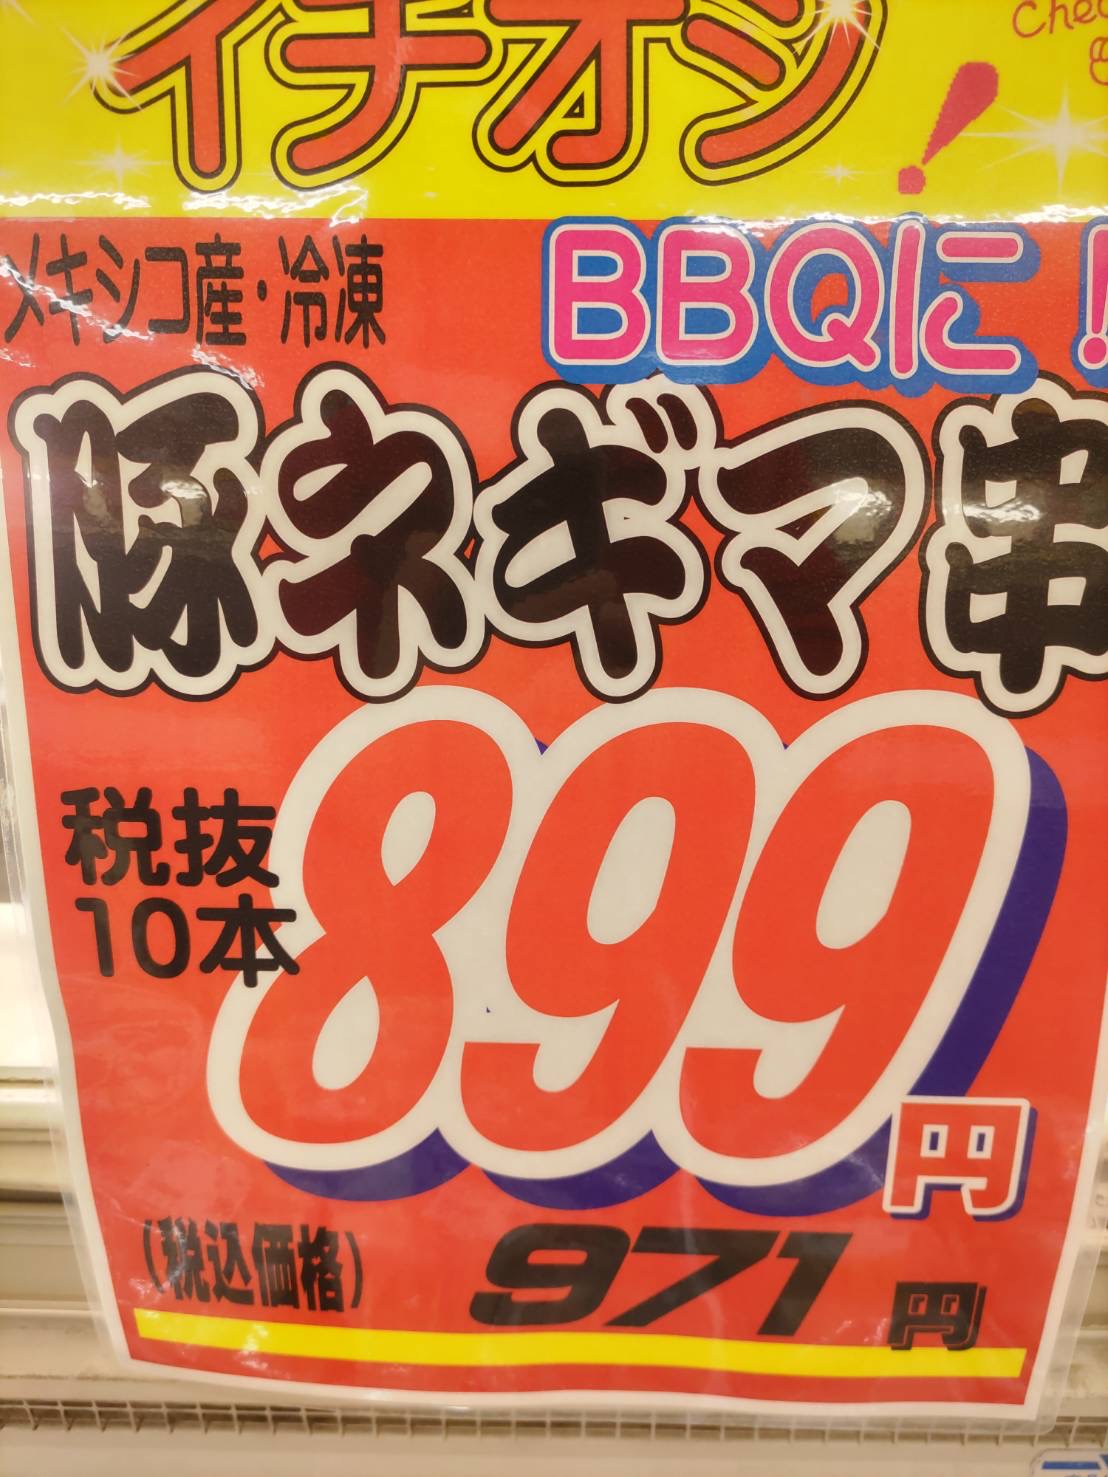 イチオシ!
メキシコ産・冷凍
BBQに!
豚ネギマ串
税抜
10本
899円
(税込価格) 971円